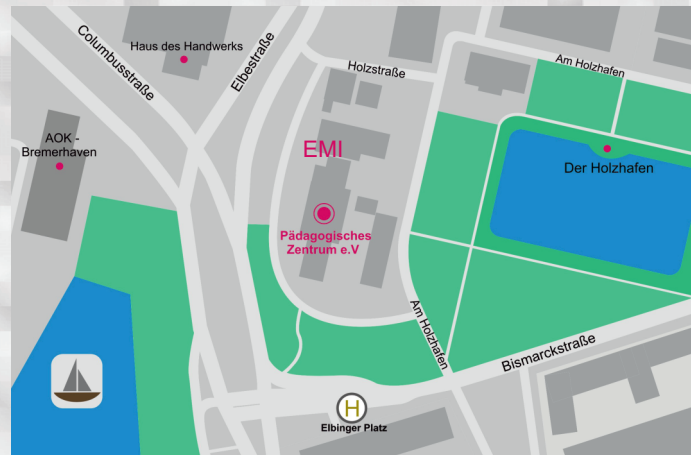 Columbusstraße
Haus des Handwerks
Elbestraße
Holzstraße
Am Holzhafen
AOK -
Bremerhaven
EMI
Der Holzhafen
Pädagogisches
Zentrum e.V
Am Holzhafen
Bismarckstraße
H
Elbinger Platz